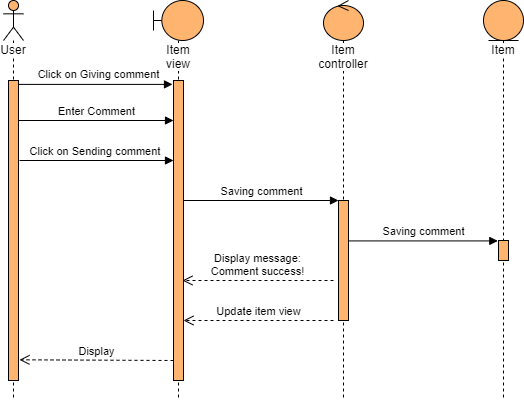 User
Item
view
Item
controller
Item
Click on Giving comment
Enter Comment
Click on Sending comment
Saving comment
Saving comment
Display message:
Comment success!
Update item view
Display